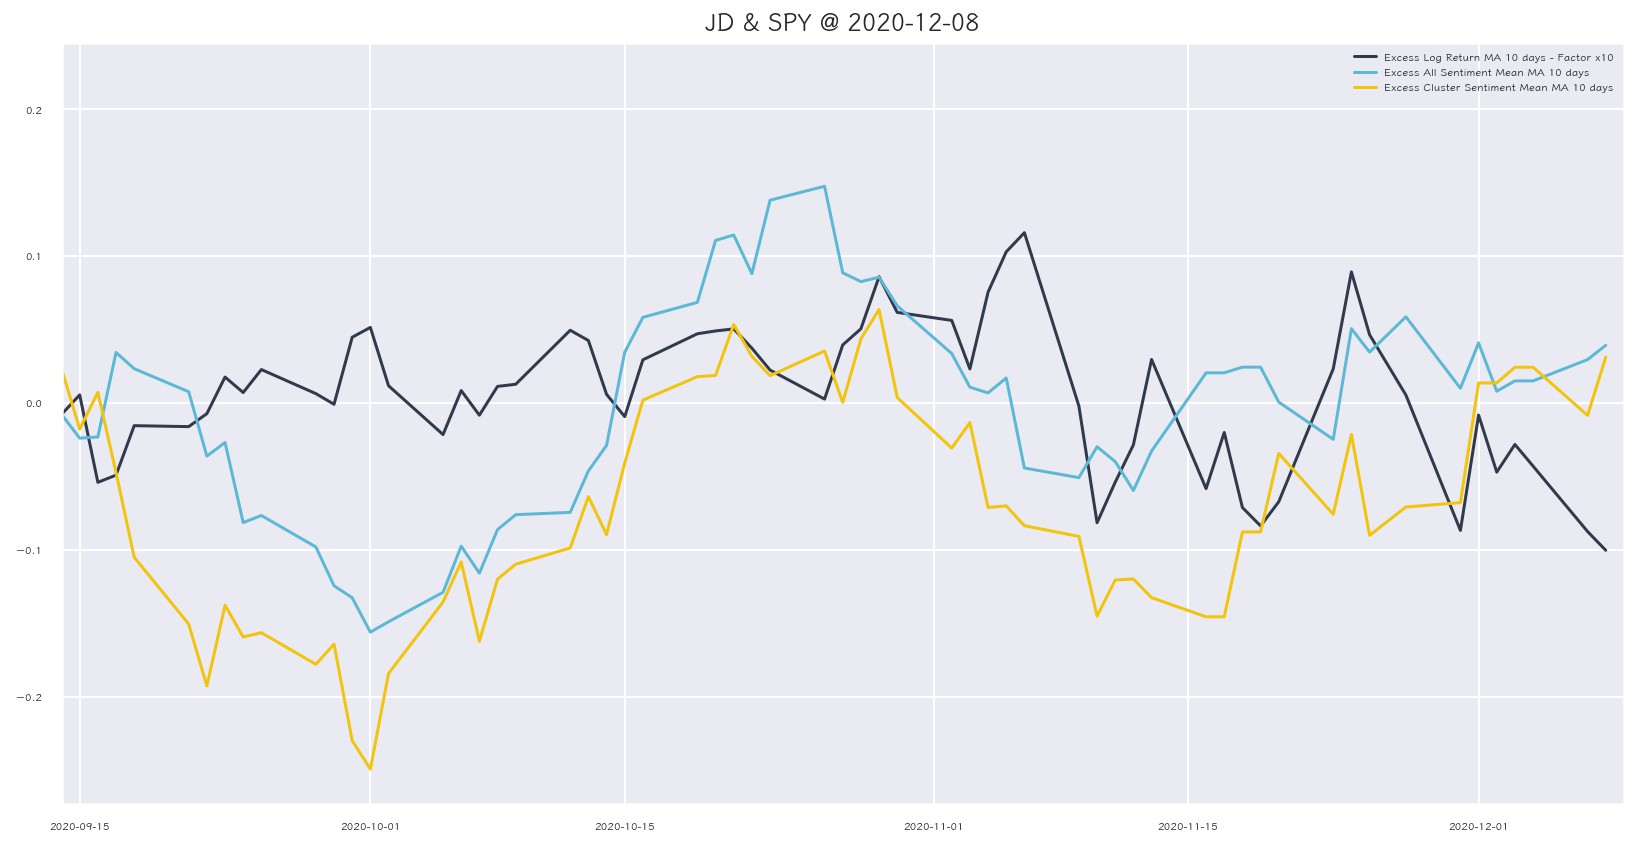 JD & SPY @ 2020-12-08
Excess Log Return MA 10 days - Factor x10
Excess All Sentiment Mean MA 10 days
Excess Cluster Sentiment Mean MA 10 days
0.2
0.1
0.0
−0.1
−0.2
2020-09-15
2020-10-01
2020-10-15
2020-11-01
2020-11-15
2020-12-01